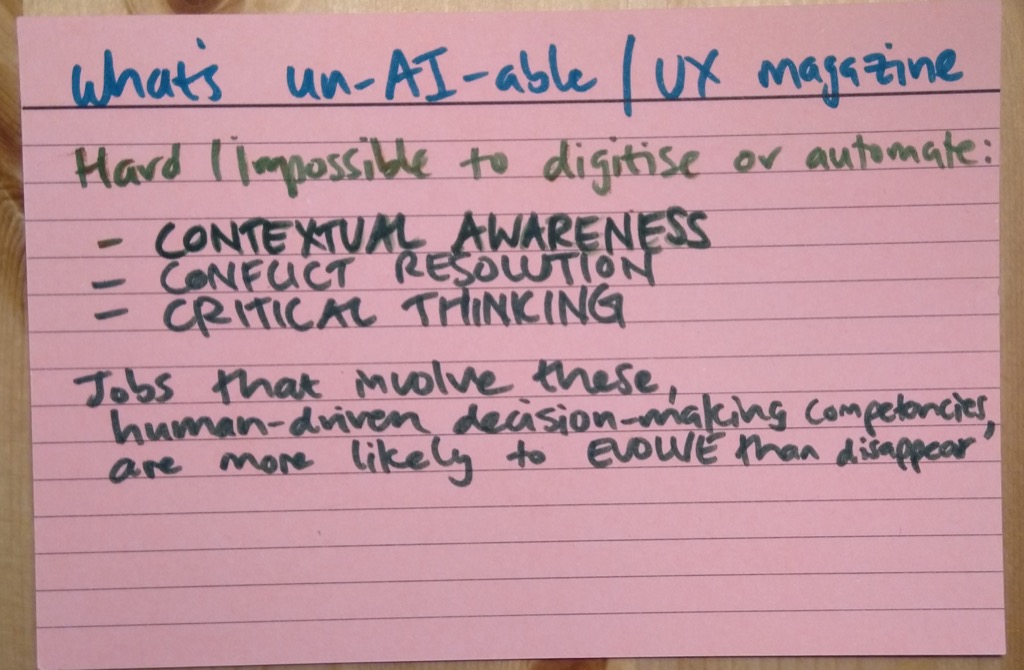 what's un-AI-able / UX magazine
Hard / impossible to digitise or automate:
- CONTEXTUAL AWARENESS
- CONFLICT RESOLUTION
- CRITICAL THINKING
Jobs that involve these,
human-driven decision-making competencies,
are more likely to EVOLVE than disappear